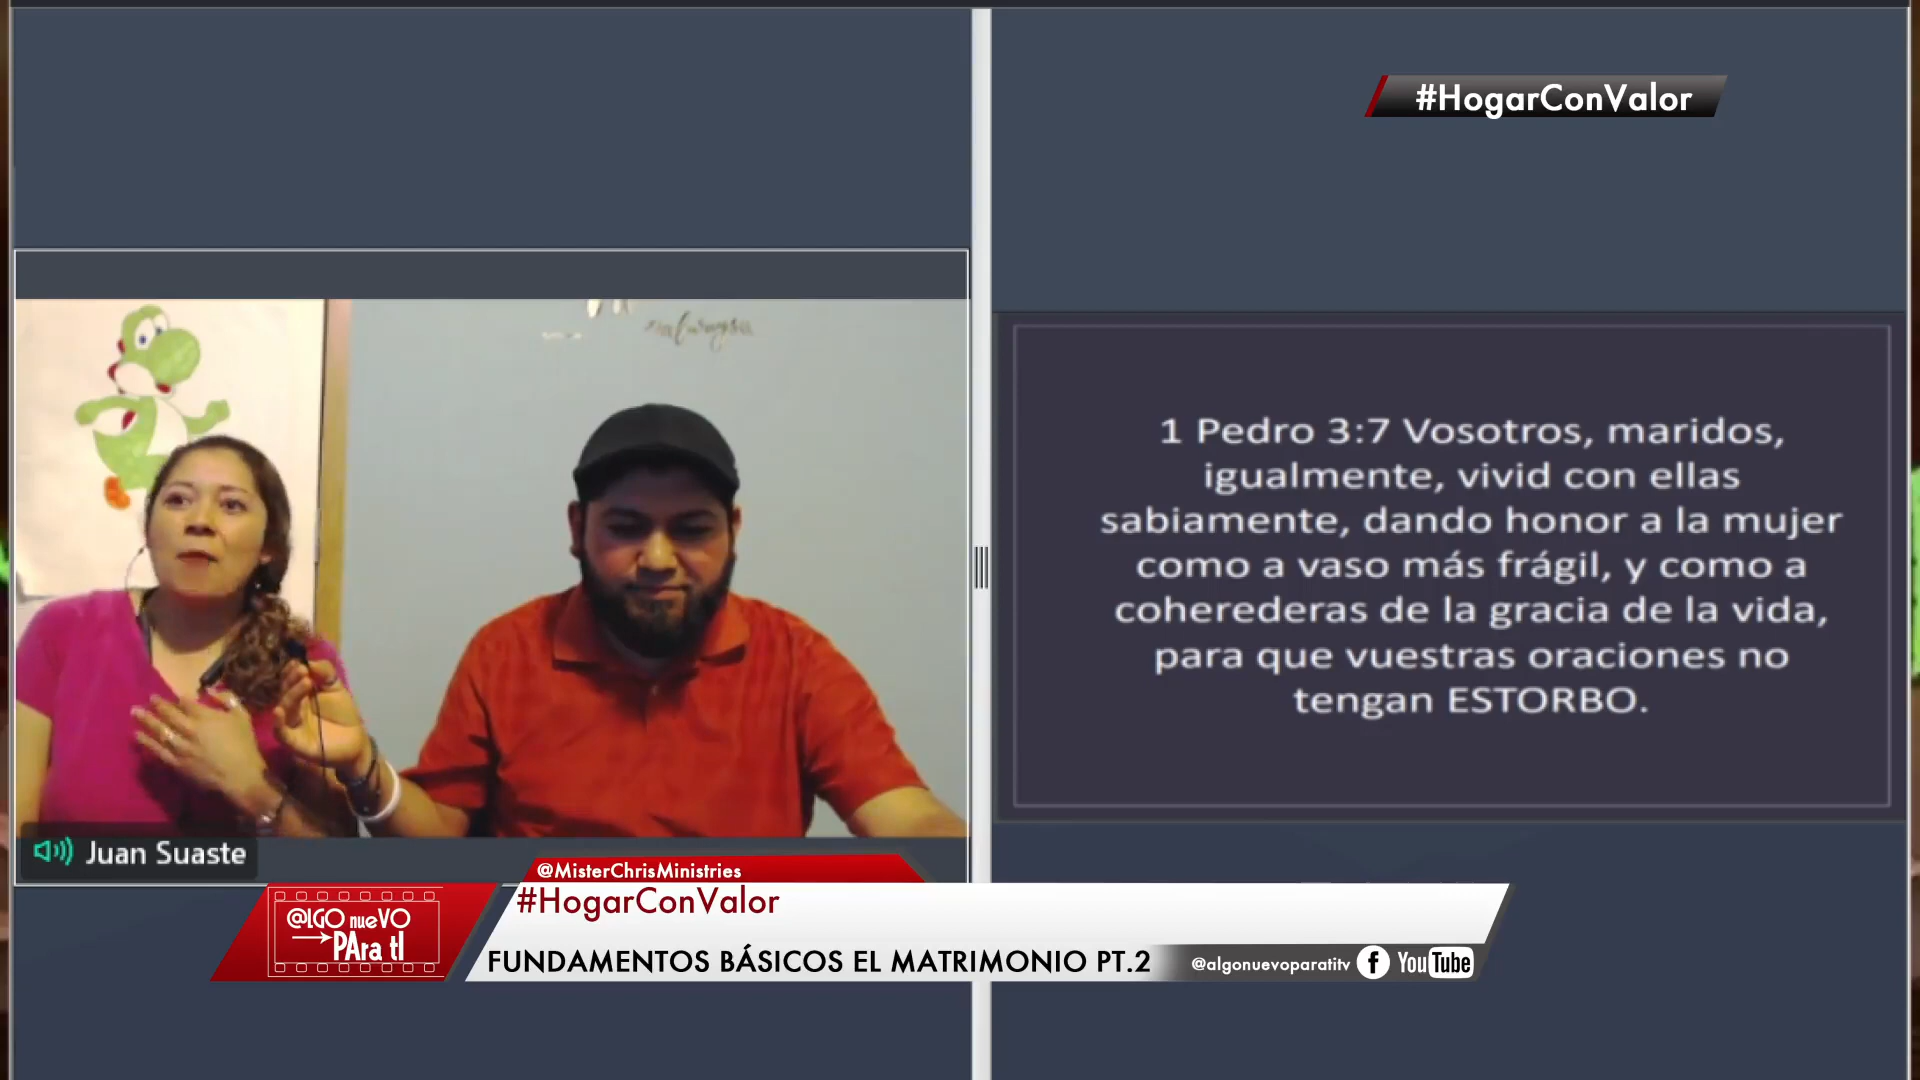 #HogarConValor
1 Pedro 3:7 Vosotros, maridos,
igualmente, vivid con ellas
sabiamente, dando honor a la mujer
como a vaso más frágil, y como a
coherederas de la gracia de la vida,
para que vuestras oraciones no
tengan ESTORBO.
Juan Suaste
@MisterChrisMinistries
#HogarConValor
@LGO nueVO
PAra tI
FUNDAMENTOS BÁSICOS EL MATRIMONIO PT.2
@algonuevoparatitv f YouTube